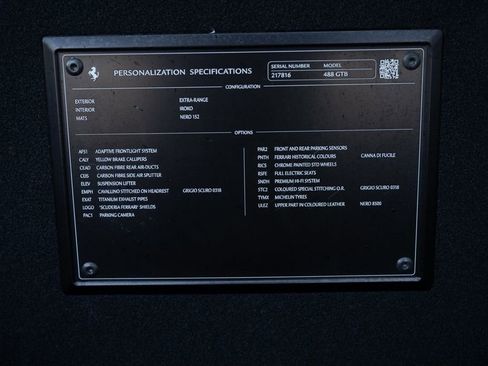 PERSONALIZATION SPECIFICATIONS
SERIAL NUMBER MODEL
217816 488 GTB
CONFIGURATION
EXTERIOR EXTRA-RANGE
INTERIOR IROKO
MATS NERO 152
OPTIONS
AFS1 ADAPTIVE FRONTLIGHT SYSTEM
CALY YELLOW BRAKE CALLIPERS
CEAD CARBON FIBRE REAR AIR-DUCTS
CEIS CARBON FIBRE SIDE AIR SPLITTER
ELEV SUSPENSION LIFTER
EMPH CAVALLINO STITCHED ON HEADREST GRIGIO SCURO 0358
EXAT TITANIUM EXHAUST PIPES
LOGO "SCUDERIA FERRARI" SHIELDS
PAC1 PARKING CAMERA
PAR2 FRONT AND REAR PARKING SENSORS
PNTH FERRARI HISTORICAL COLOURS CANNA DI FUCILE
RICS CHROME PAINTED STD WHEELS
RSFE FULL ELECTRIC SEATS
SNDH PREMIUM HI-FI SYSTEM
STC2 COLOURED SPECIAL STITCHING O.R. GRIGIO SCURO 0358
TYMX MICHELIN TYRES
ULEZ UPPER PART IN COLOURED LEATHER NERO 8500